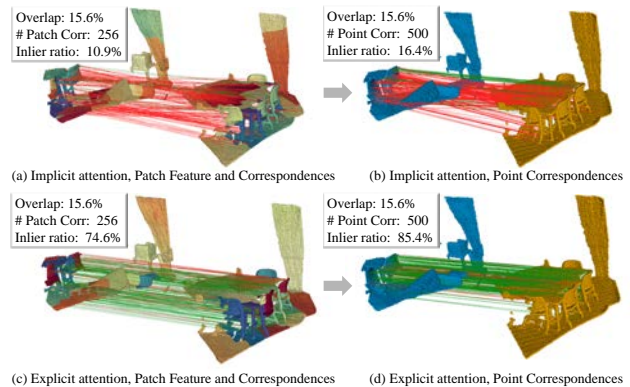 Overlap: 15.6%
# Patch Corr: 256
Inlier ratio: 10.9%
Overlap: 15.6%
# Point Corr: 500
Inlier ratio: 16.4%
(a) Implicit attention, Patch Feature and Correspondences
(b) Implicit attention, Point Correspondences
Overlap: 15.6%
# Patch Corr: 256
Inlier ratio: 74.6%
Overlap: 15.6%
# Point Corr: 500
Inlier ratio: 85.4%
(c) Explicit attention, Patch Feature and Correspondences
(d) Explicit attention, Point Correspondences